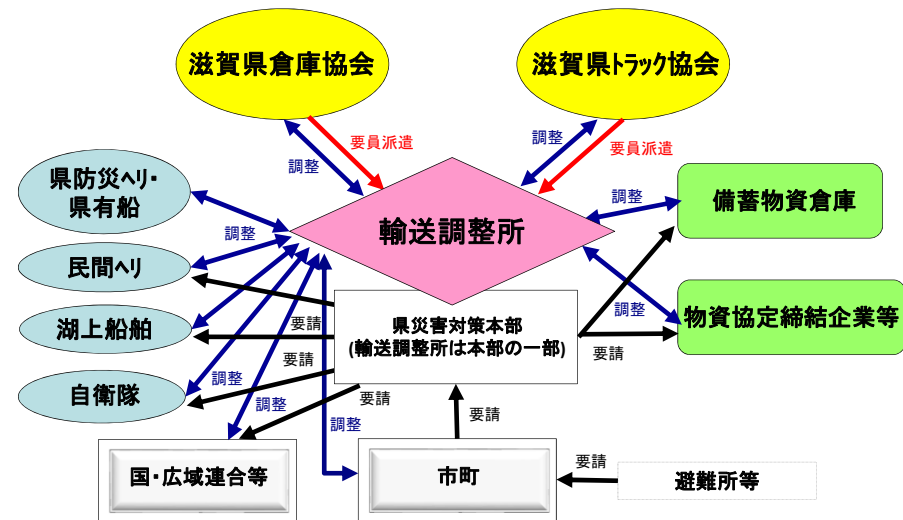 滋賀県倉庫協会
滋賀県トラック協会
要員派遣
調整
調整
要員派遣
県防災ヘリ・
県有船
調整
輸送調整所
調整
備蓄物資倉庫
民間ヘリ
湖上船舶
要請
県災害対策本部
(輸送調整所は本部の一部)
調整
物資協定締結企業等
要請
要請
自衛隊
調整
調整
要請
調整
要請
国・広域連合等
市町
要請
避難所等